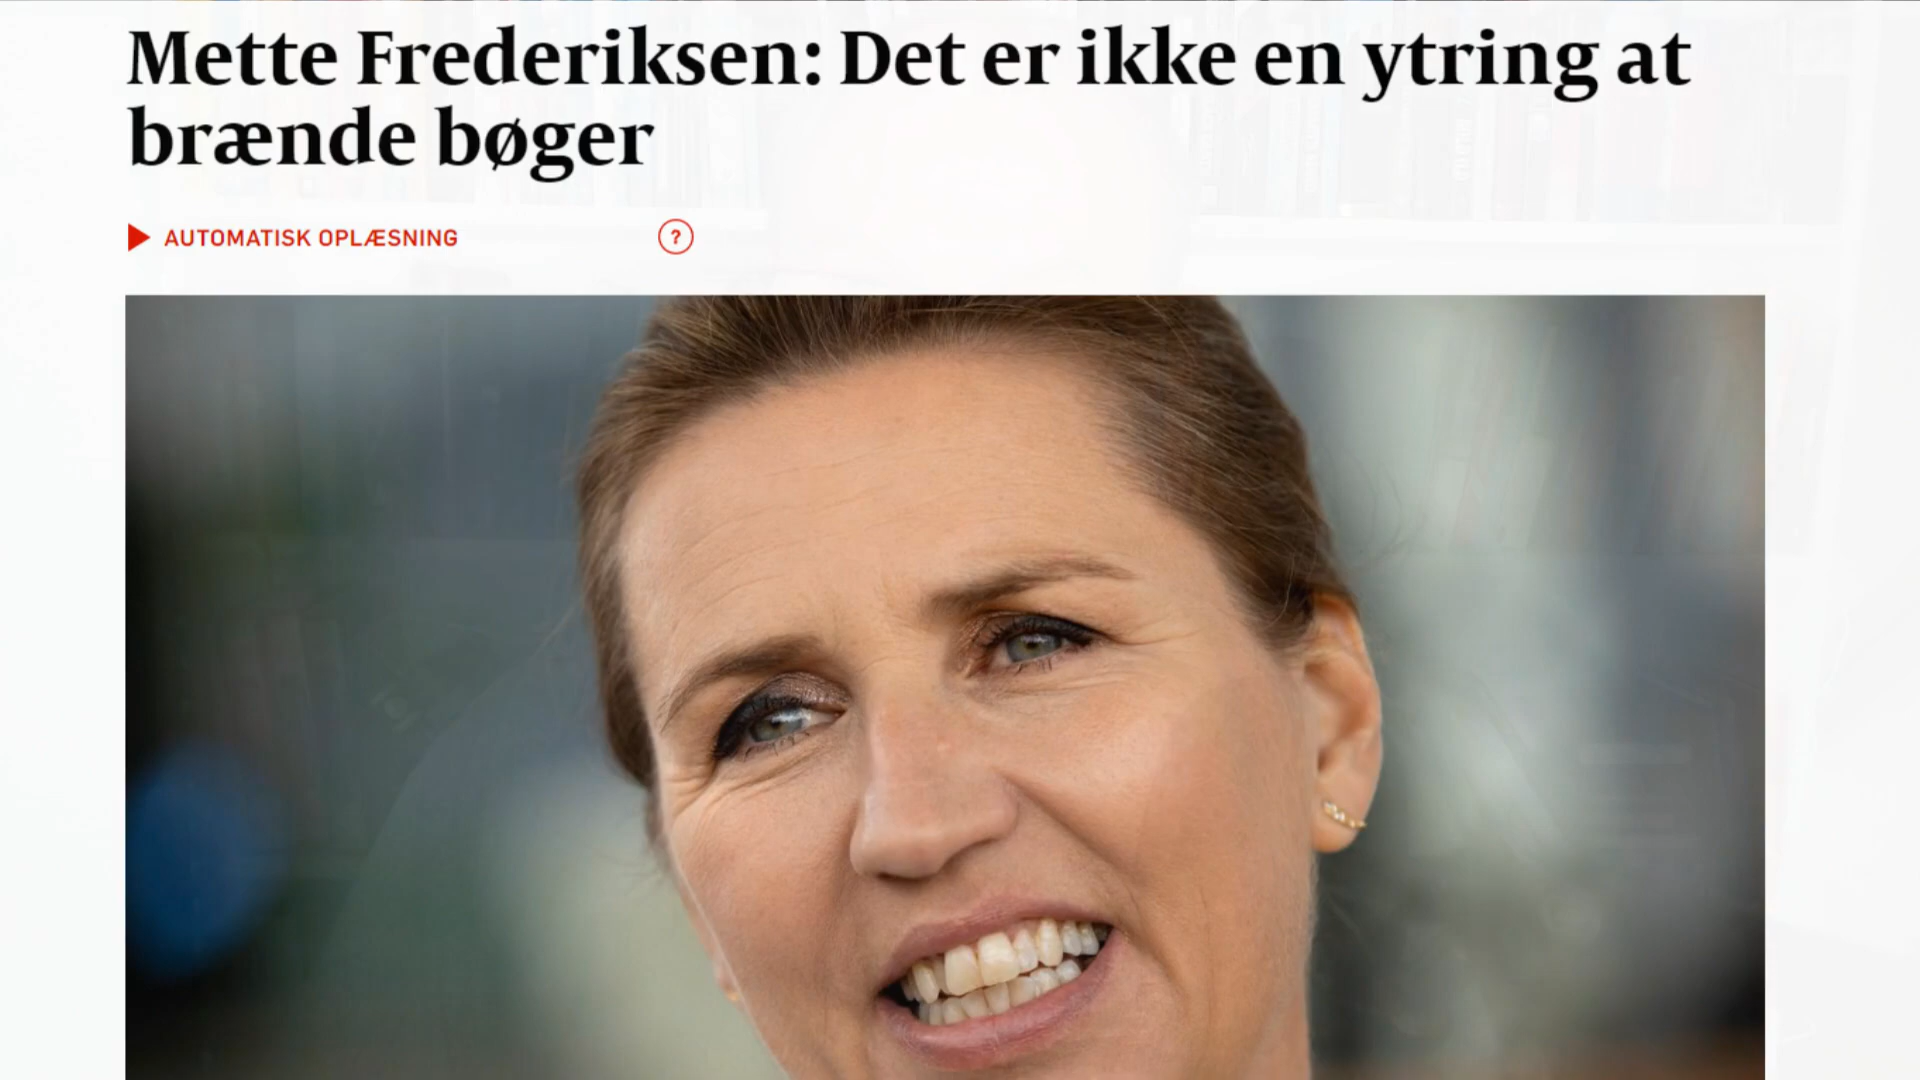 Mette Frederiksen: Det er ikke en ytring at
brænde bøger
AUTOMATISK OPLÆSNING
?